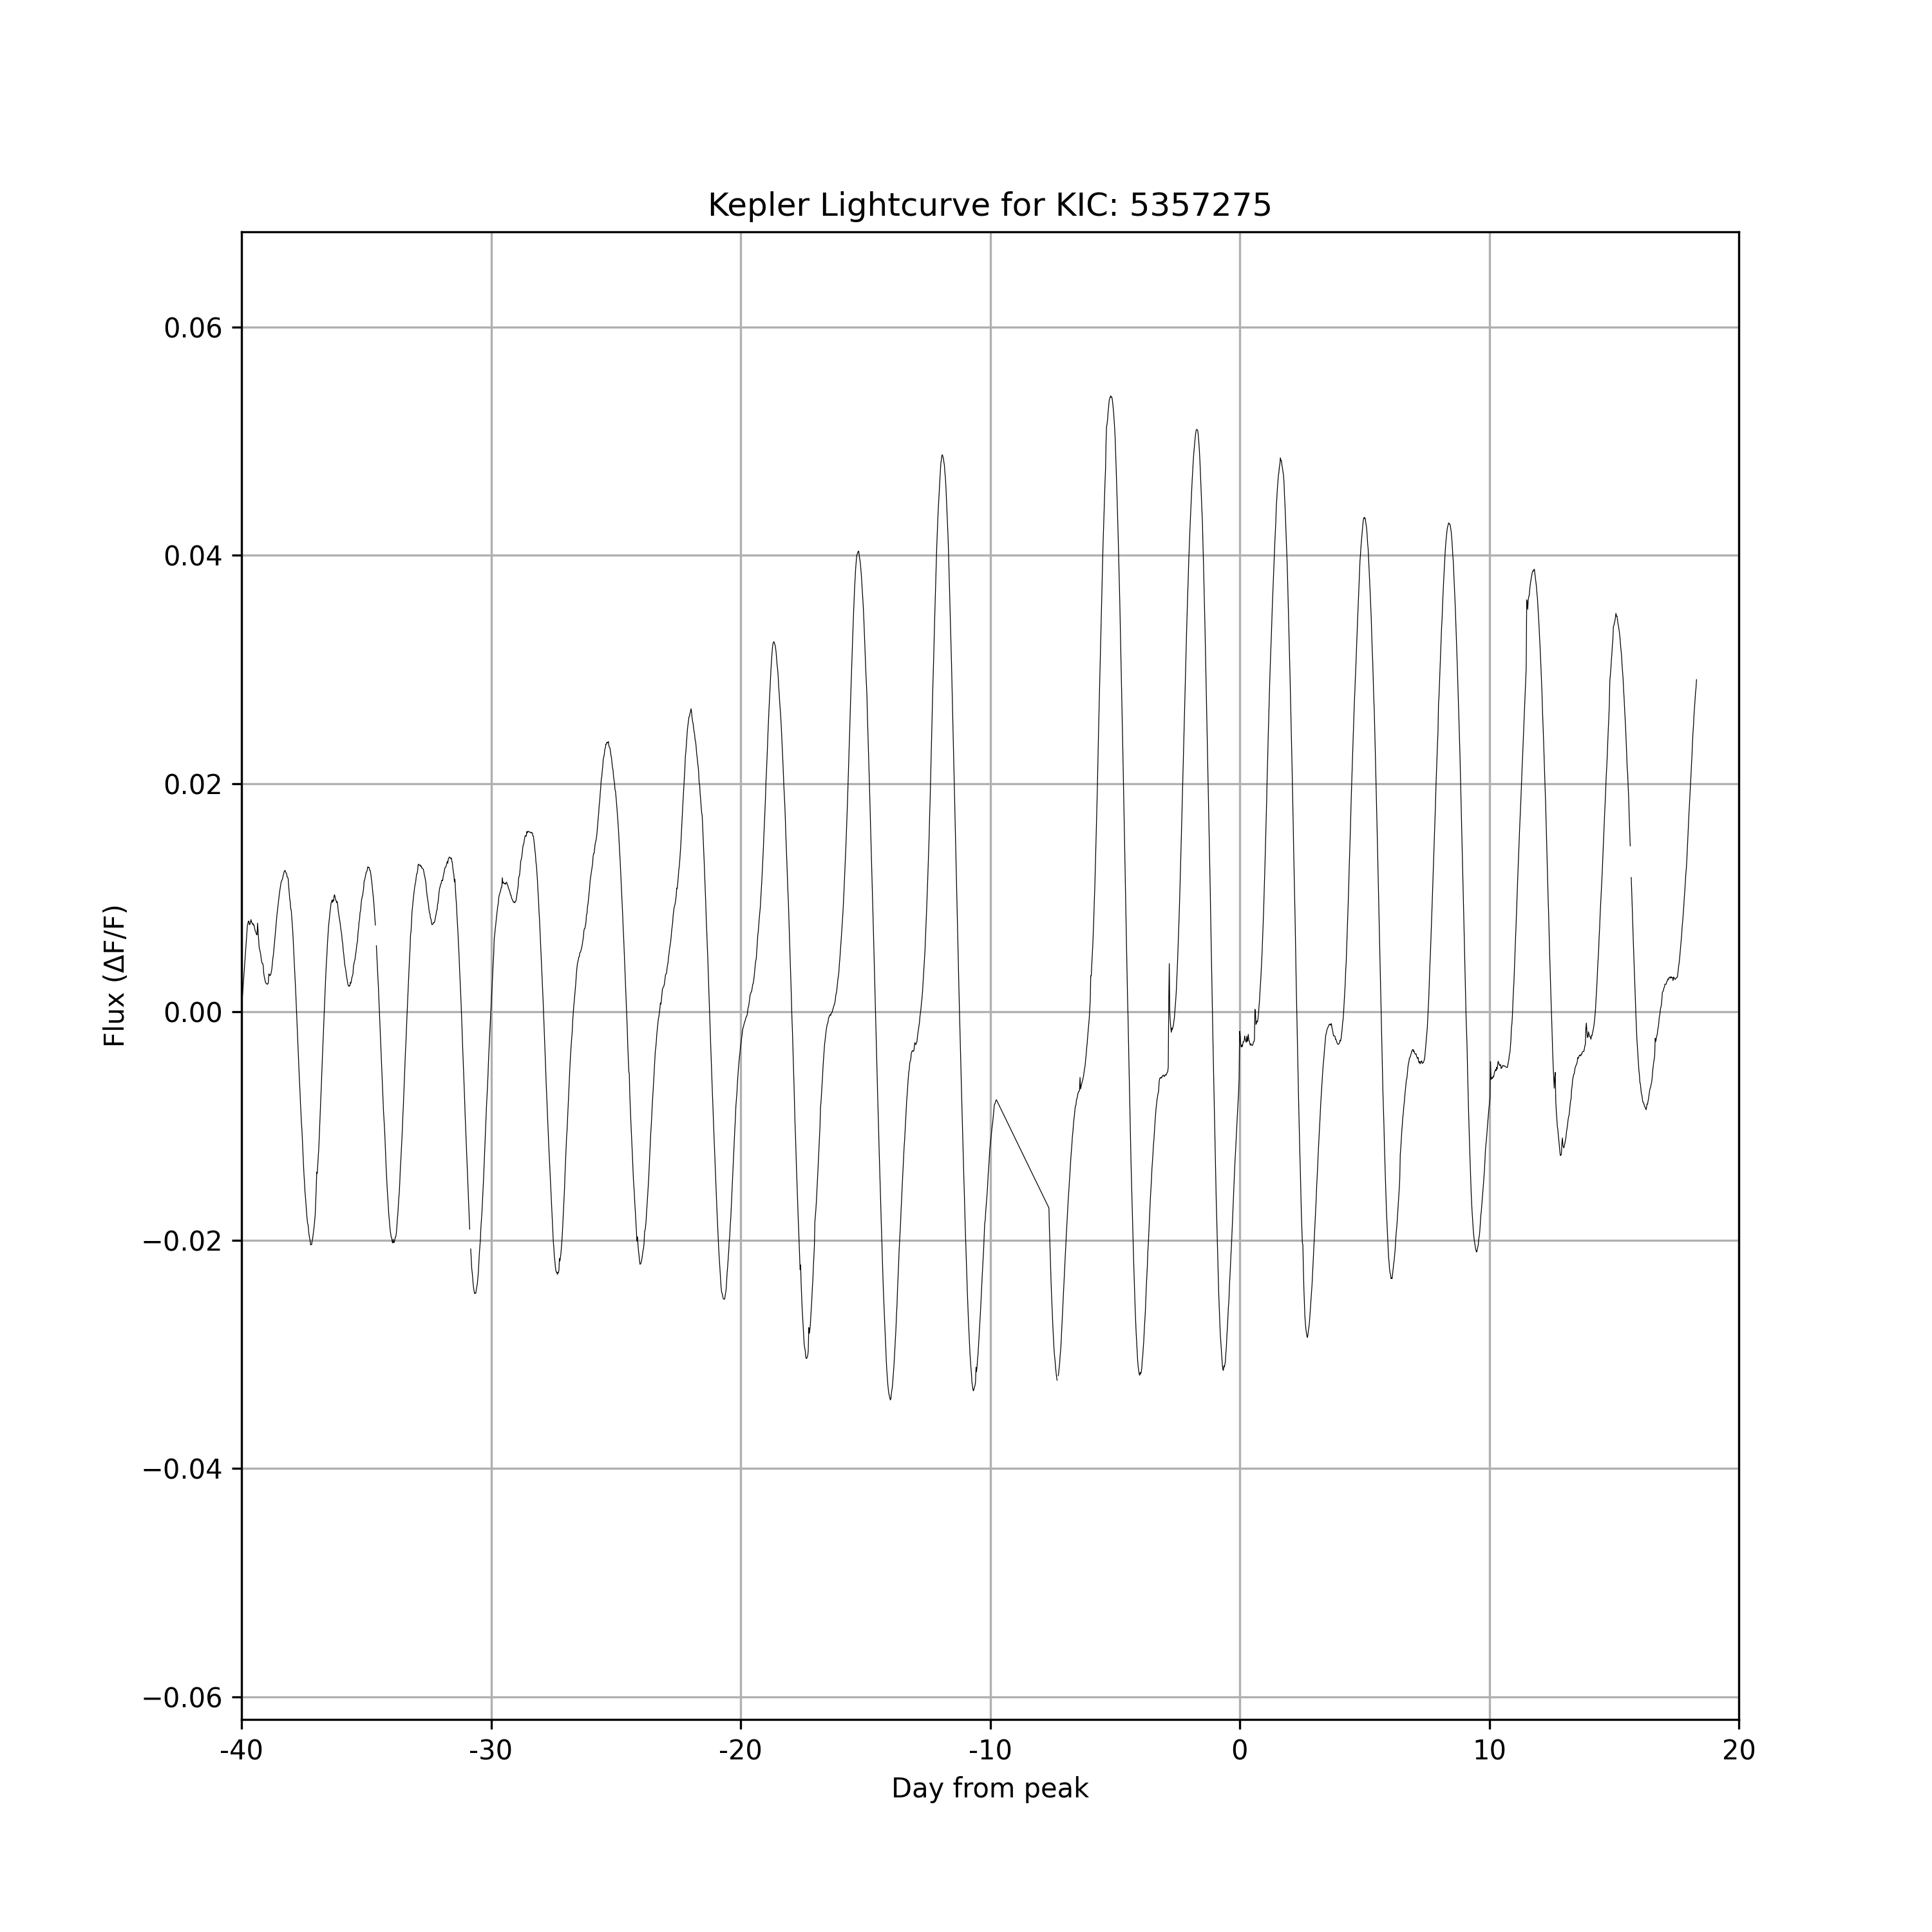 Kepler Lightcurve for KIC: 5357275
Flux (ΔF/F)
0.06
0.04
0.02
0.00
−0.02
−0.04
−0.06
-40 -30 -20 -10 0 10 20
Day from peak